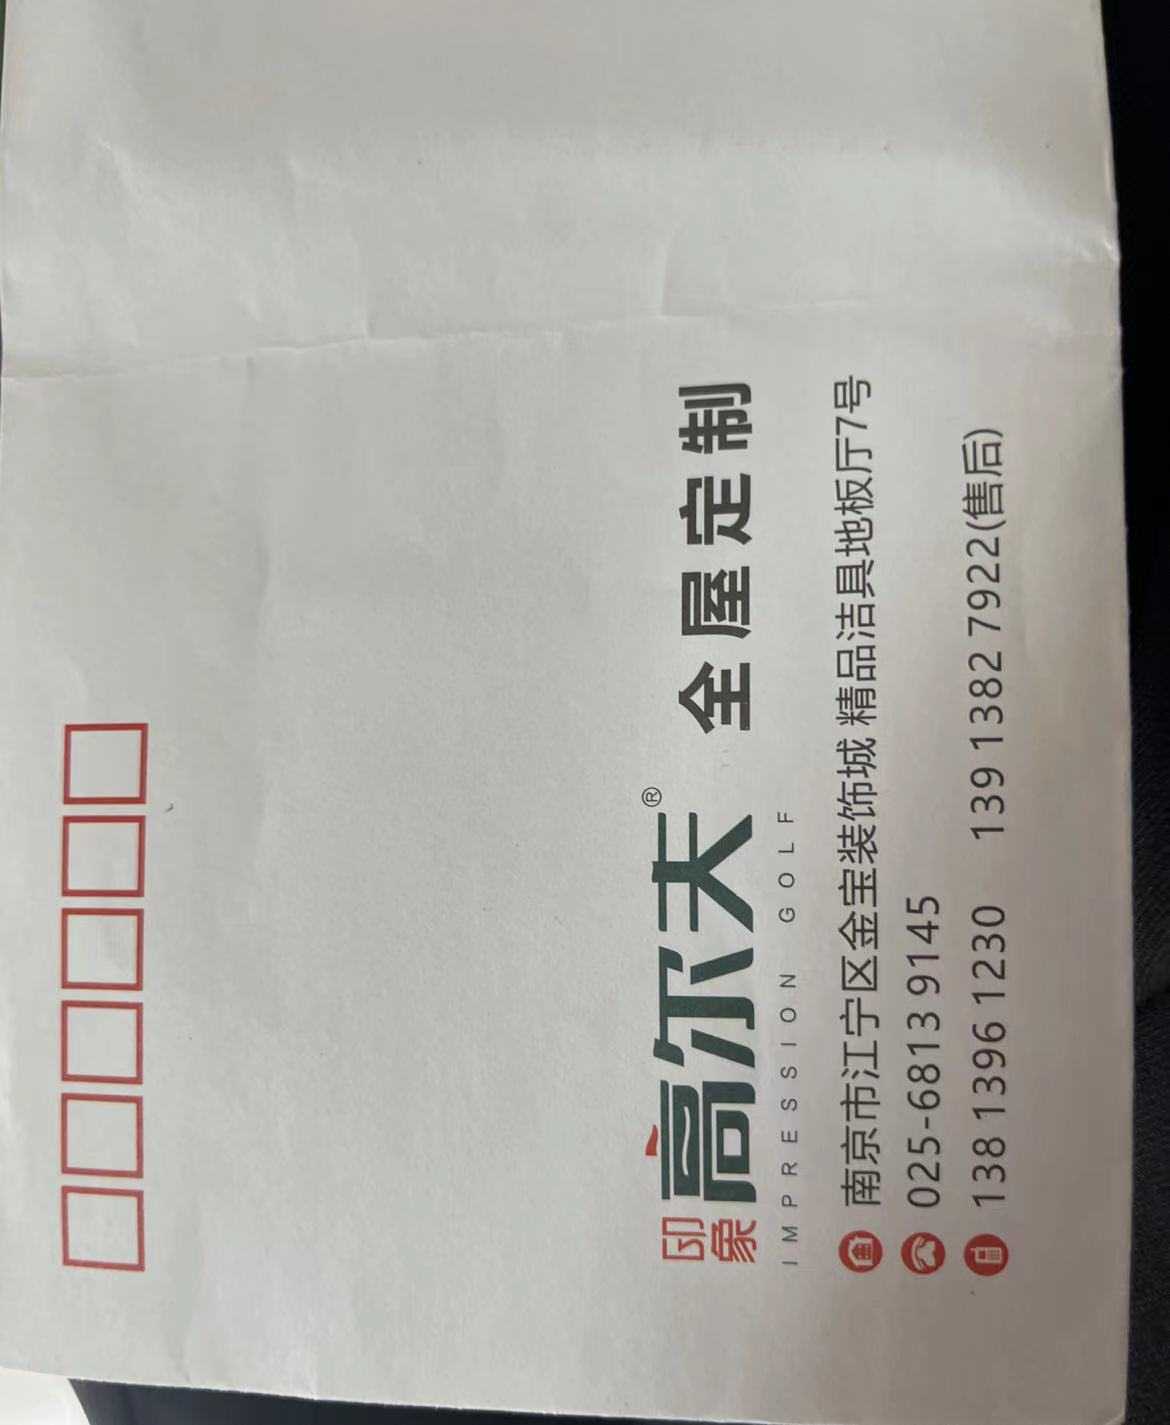 印象 高尔夫® 全屋定制
IMPRESSION GOLF
南京市江宁区金宝装饰城 精品洁具地板厅7号
025-6813 9145
138 1396 1230 139 1382 7922(售后)